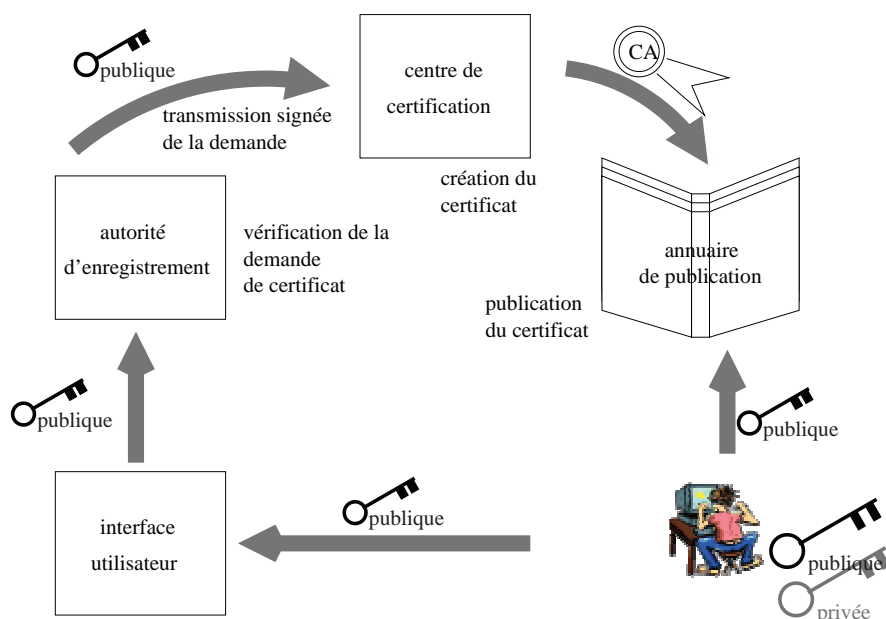 publique
transmission signée
de la demande
centre de
certification
CA
création du
certificat
autorité
d’enregistrement
vérification de la
demande
de certificat
annuaire
de publication
publication
du certificat
publique
publique
interface
utilisateur
publique
publique
privée